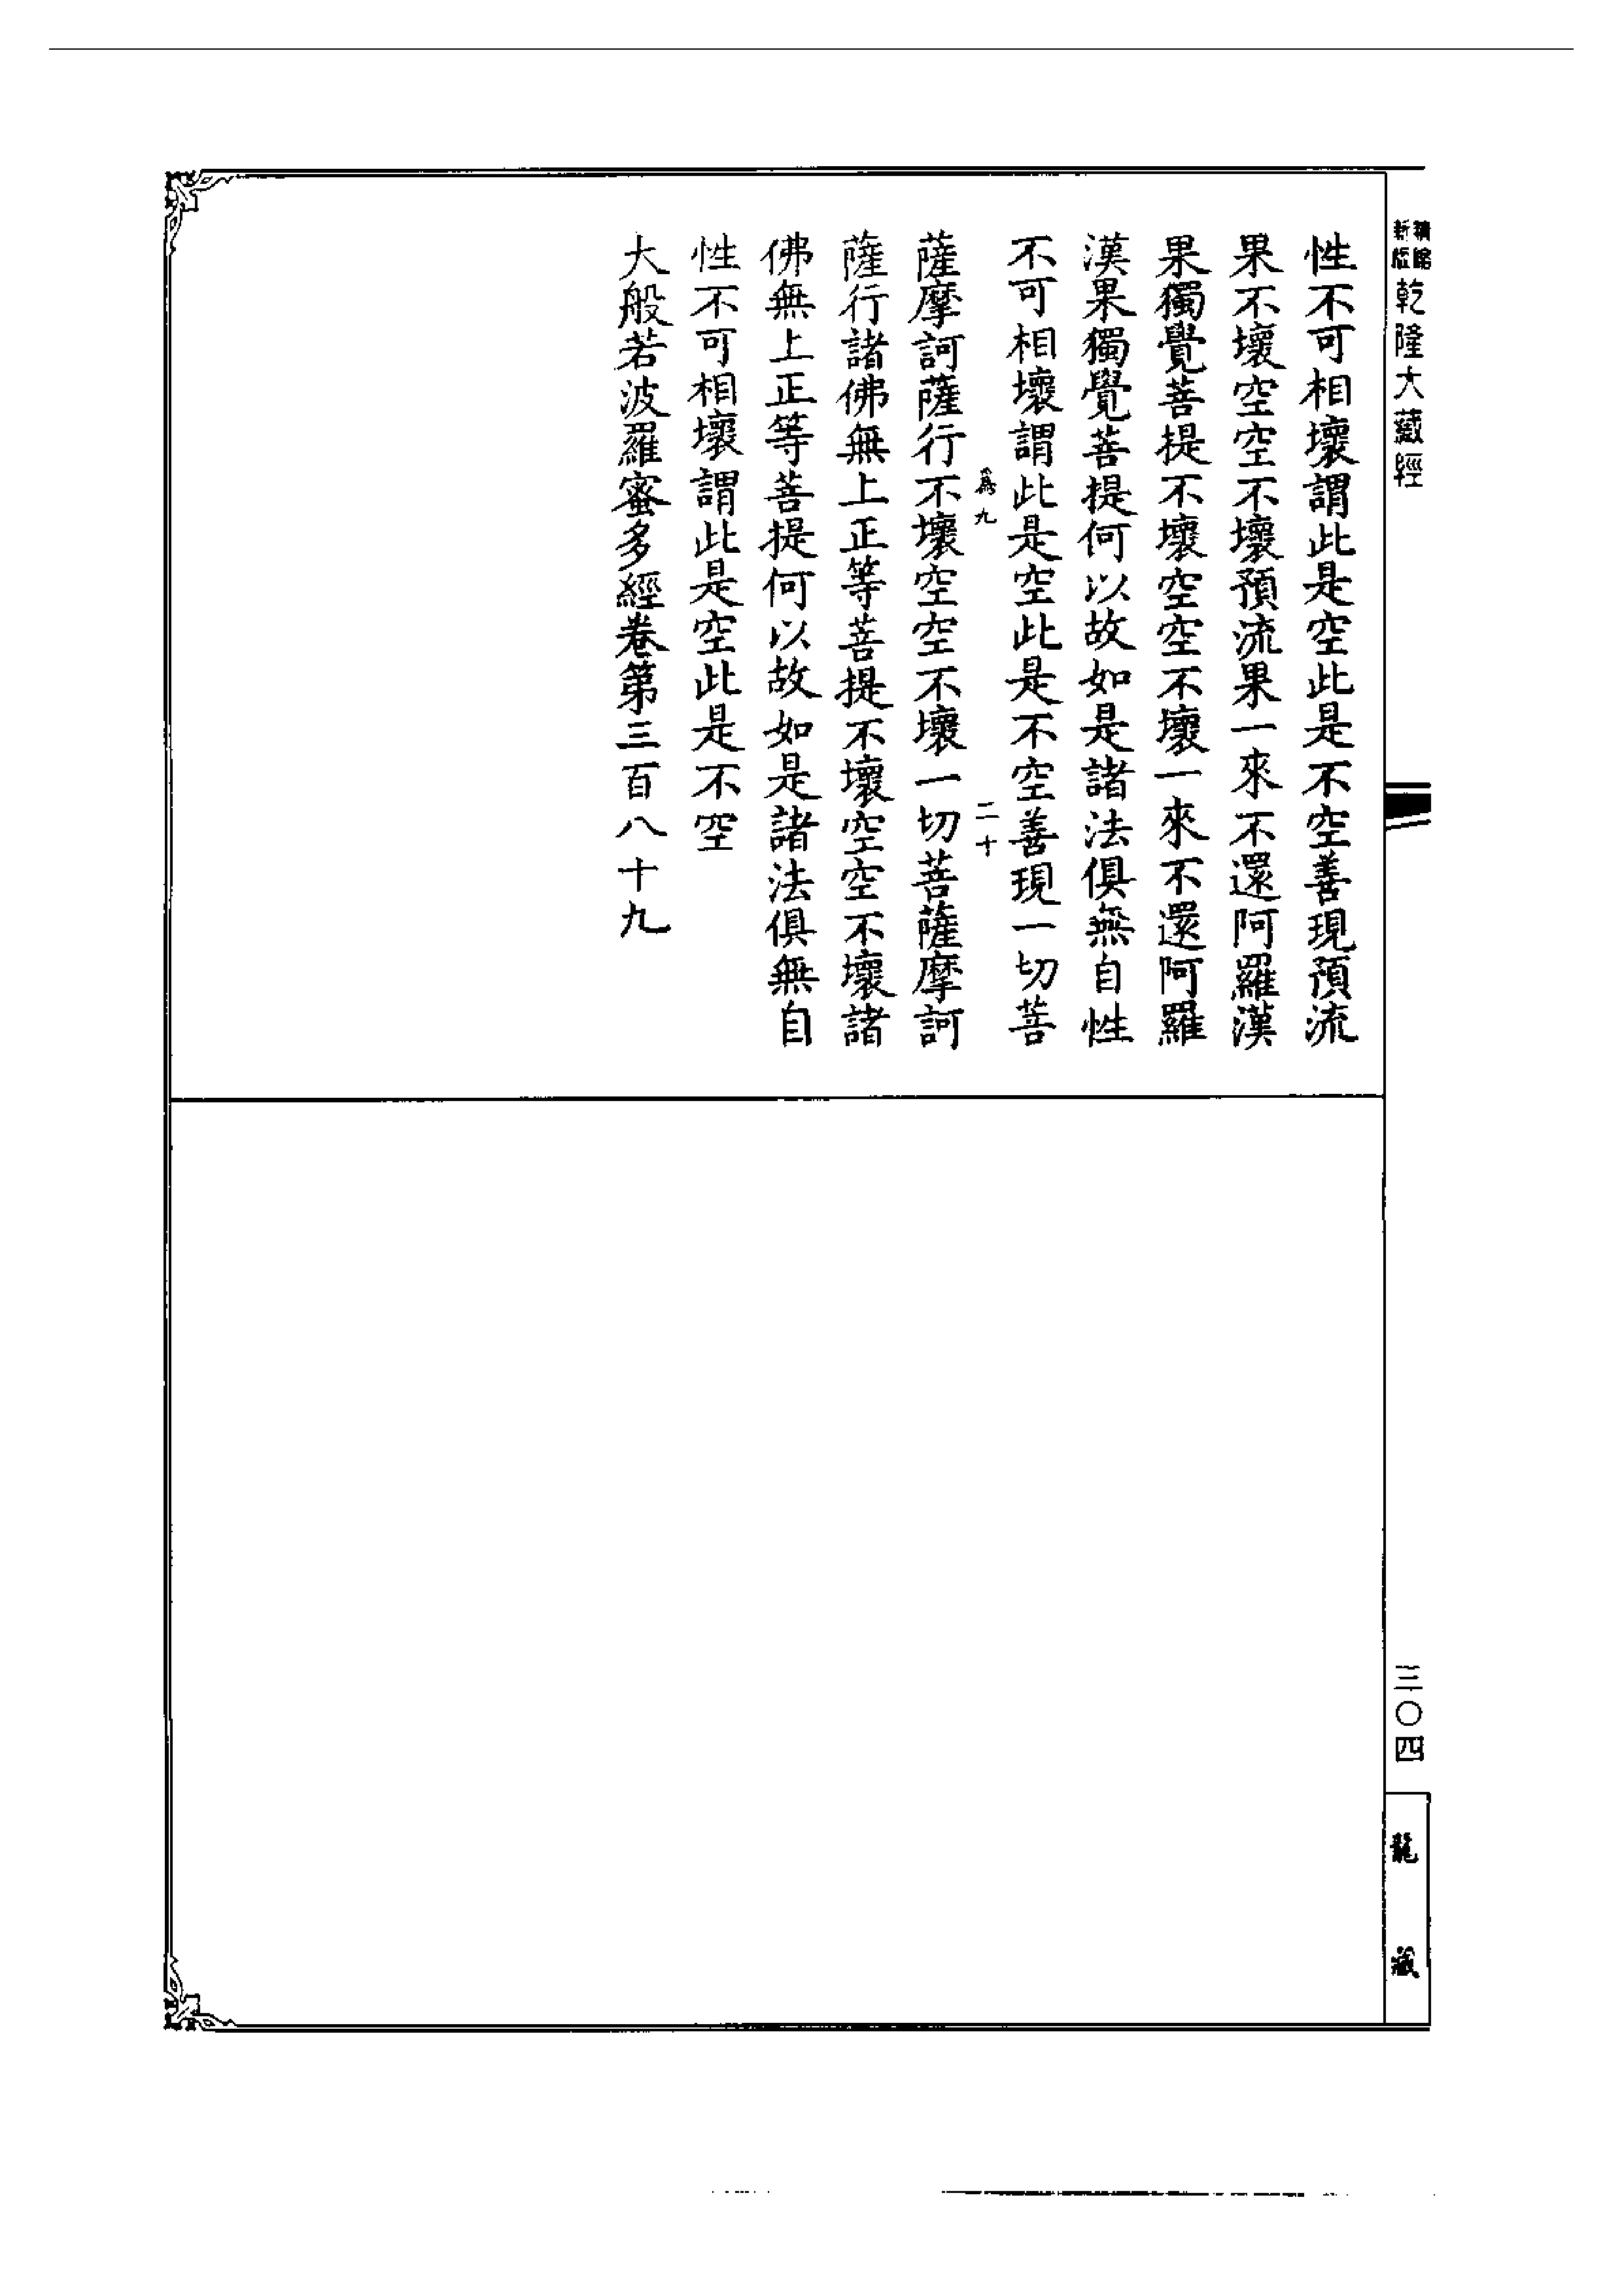 乾隆大藏經
性不可相壞謂此是空此是不空善現預流
果不壞空空不壞預流果一來不還阿羅漢
果獨覺菩提不壞空空不壞一來不還阿羅
漢果獨覺菩提何以故如是諸法俱無自性
不可相壞謂此是空此是不空善現一切菩
為九 二十
薩摩訶薩行不壞空空不壞一切菩薩摩訶
薩行諸佛無上正等菩提不壞空空不壞諸
佛無上正等菩提何以故如是諸法俱無自
性不可相壞謂此是空此是不空
大般若波羅蜜多經卷第三百八十九
三〇四
龍藏